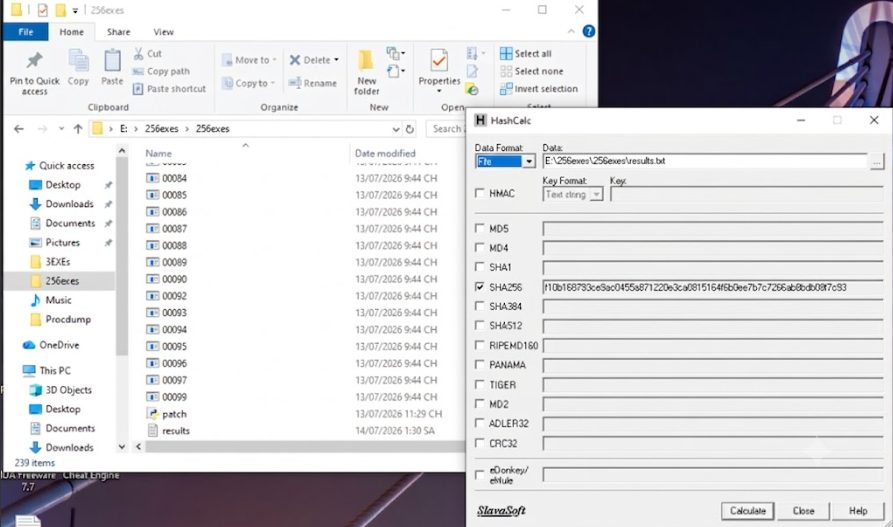 256exes
File Home Share View
Pin to Quick access
Copy
Paste
Cut
Copy path
Paste shortcut
Clipboard
Move to
Copy to
Delete
Rename
Organize
New folder
New
Properties
Open
Select all
Select none
Invert selection
E: 256exes 256exes
Search
Name Date modified
00084 13/07/2026 9:44 CH
00085 13/07/2026 9:44 CH
00086 13/07/2026 9:44 CH
00087 13/07/2026 9:44 CH
00088 13/07/2026 9:44 CH
00089 13/07/2026 9:44 CH
00090 13/07/2026 9:44 CH
00092 13/07/2026 9:44 CH
00093 13/07/2026 9:44 CH
00094 13/07/2026 9:44 CH
00095 13/07/2026 9:44 CH
00096 13/07/2026 9:44 CH
00097 13/07/2026 9:44 CH
00099 13/07/2026 9:44 CH
patch 13/07/2026 11:29 CH
results 14/07/2026 1:30 SA
Quick access
Desktop
Downloads
Documents
Pictures
3EXEs
256exes
Music
Procdump
OneDrive
This PC
3D Objects
Desktop
Documents
Downloads
239 items
IDA Freeware 7.7
Cheat Engine
HashCalc
Data Format: Data:
File E:\256exes\256exes\results.txt ...
Key Format: Key:
HMAC Text string
MD5
MD4
SHA1
SHA256
SHA384
SHA512
RIPEMD160
PANAMA
TIGER
MD2
ADLER32
CRC32
eDonkey/
eMule
SlavaSoft
Calculate Close Help